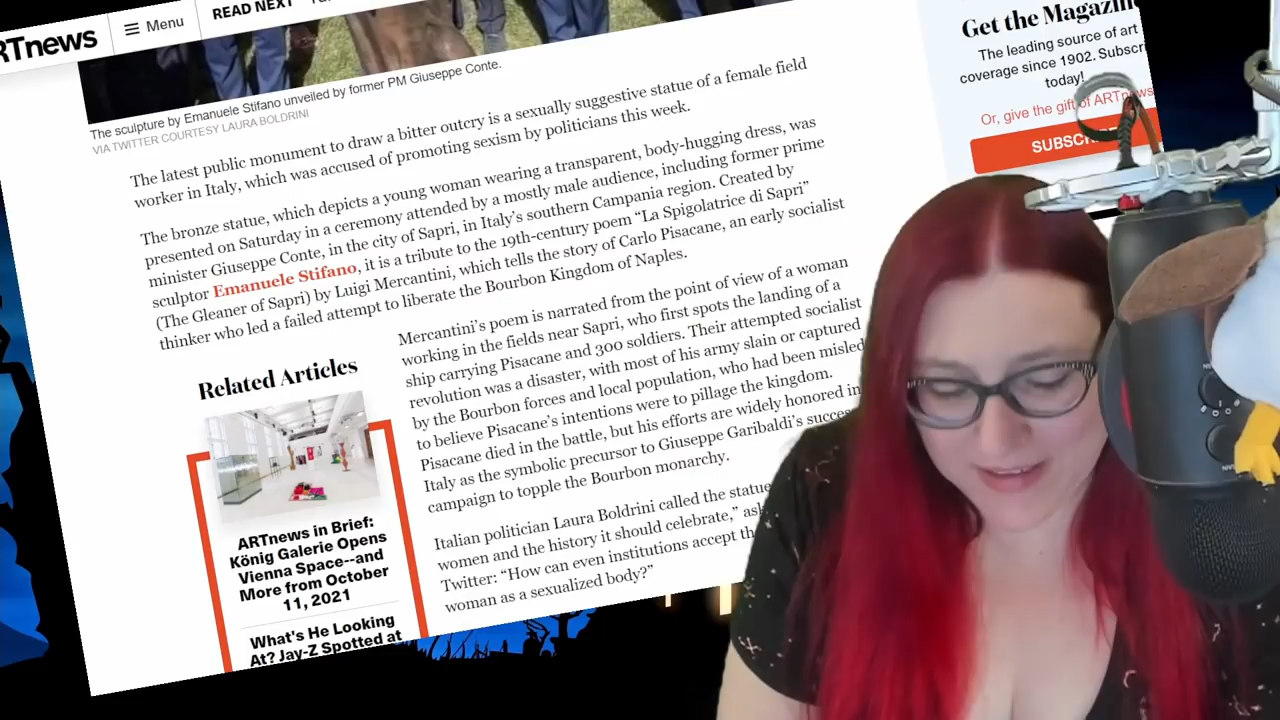 RTnews
Menu
READ NEXT
The sculpture by Emanuele Stifano unveiled by former PM Giuseppe Conte.
VIA TWITTER COURTESY LAURA BOLDRINI
The latest public monument to draw a bitter outcry is a sexually suggestive statue of a female field
worker in Italy, which was accused of promoting sexism by politicians this week.
The bronze statue, which depicts a young woman wearing a transparent, body-hugging dress, was
presented on Saturday in a ceremony attended by a mostly male audience, including former prime
minister Giuseppe Conte, in the city of Sapri, in Italy's southern Campania region. Created by
sculptor Emanuele Stifano, it is a tribute to the 19th-century poem “La Spigolatrice di Sapri”
(The Gleaner of Sapri) by Luigi Mercantini, which tells the story of Carlo Pisacane, an early socialist
thinker who led a failed attempt to liberate the Bourbon Kingdom of Naples.
Mercantini's poem is narrated from the point of view of a woman
working in the fields near Sapri, who first spots the landing of a
ship carrying Pisacane and 300 soldiers. Their attempted socialist
revolution was a disaster, with most of his army slain or captured
by the Bourbon forces and local population, who had been misled
to believe Pisacane's intentions were to pillage the kingdom.
Pisacane died in the battle, but his efforts are widely honored in
Italy as the symbolic precursor to Giuseppe Garibaldi's success
campaign to topple the Bourbon monarchy.
Italian politician Laura Boldrini called the statue
women and the history it should celebrate,”
Twitter: “How can even institutions accept
woman as a sexualized body?”
Related Articles
ARTnews in Brief:
König Galerie Opens
Vienna Space--and
More from October
11, 2021
What's He Looking
At? Jay-Z Spotted at
Get the Magazin
The leading source of art
coverage since 1902. Subscri
today!
Or, give the gift of ARTnews
SUBSCR